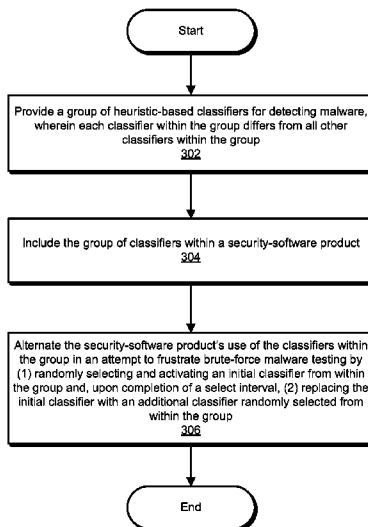 Start
Provide a group of heuristic-based classifiers for detecting malware,
wherein each classifier within the group differs from all other
classifiers within the group
302
Include the group of classifiers within a security-software product
304
Alternate the security-software product's use of the classifiers within
the group in an attempt to frustrate brute-force malware testing by
(1) randomly selecting and activating an initial classifier from within
the group and, upon completion of a select interval, (2) replacing the
initial classifier with an additional classifier randomly selected from
within the group
306
End